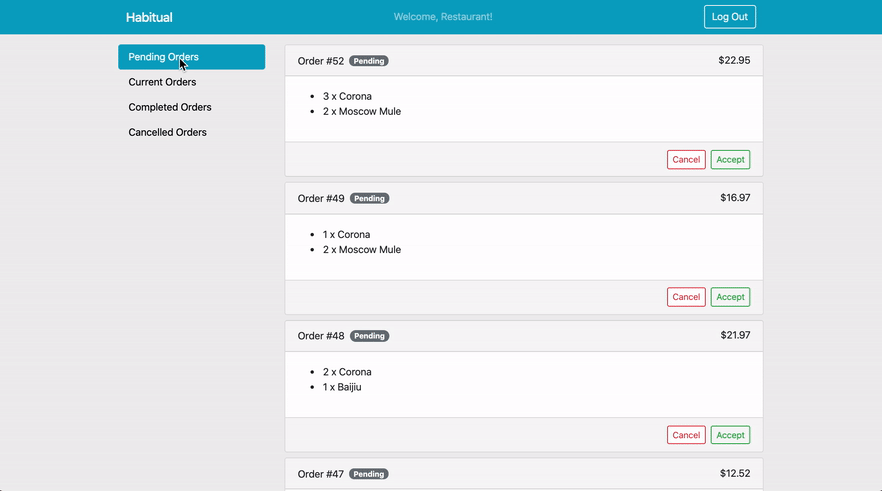 Habitual
Welcome, Restaurant!
Log Out
Pending Orders
Current Orders
Completed Orders
Cancelled Orders
Order #52 Pending $22.95
3 x Corona
2 x Moscow Mule
Cancel Accept
Order #49 Pending $16.97
1 x Corona
2 x Moscow Mule
Cancel Accept
Order #48 Pending $21.97
2 x Corona
1 x Baijiu
Cancel Accept
Order #47 Pending $12.52